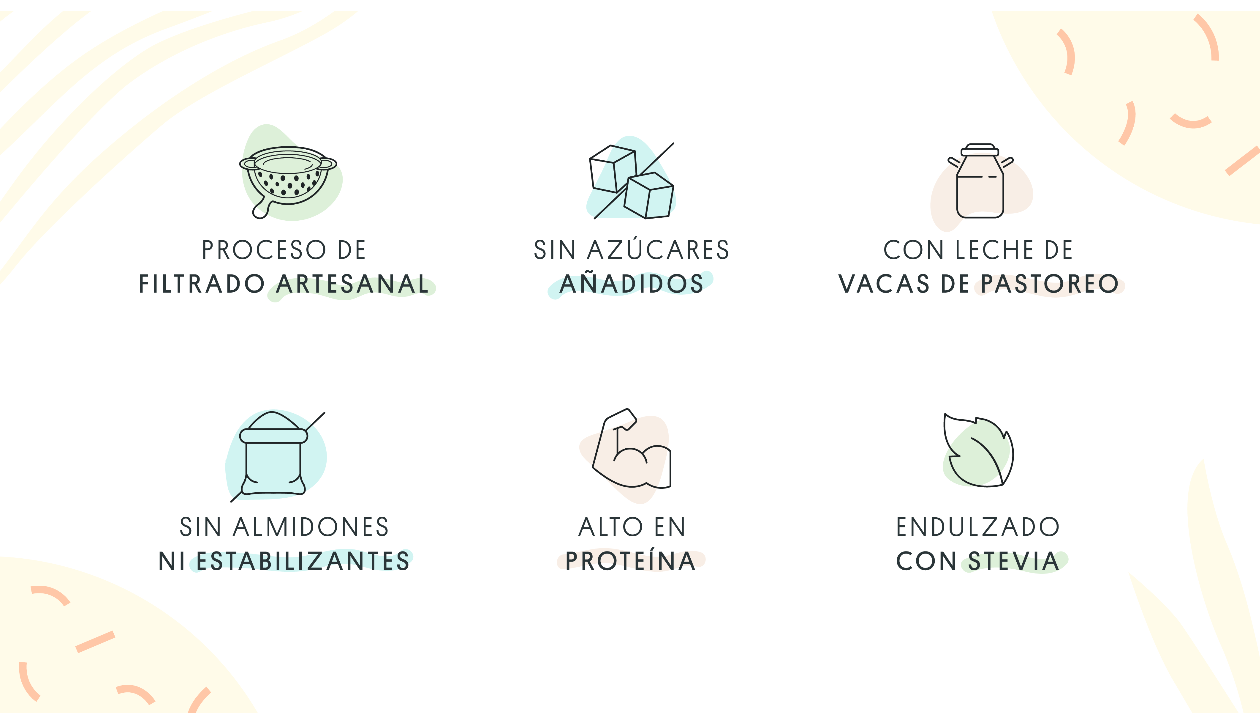 PROCESO DE
FILTRADO ARTESANAL
SIN AZÚCARES
AÑADIDOS
CON LECHE DE
VACAS DE PASTOREO
SIN ALMIDONES
NI ESTABILIZANTES
ALTO EN
PROTEÍNA
ENDULZADO
CON STEVIA